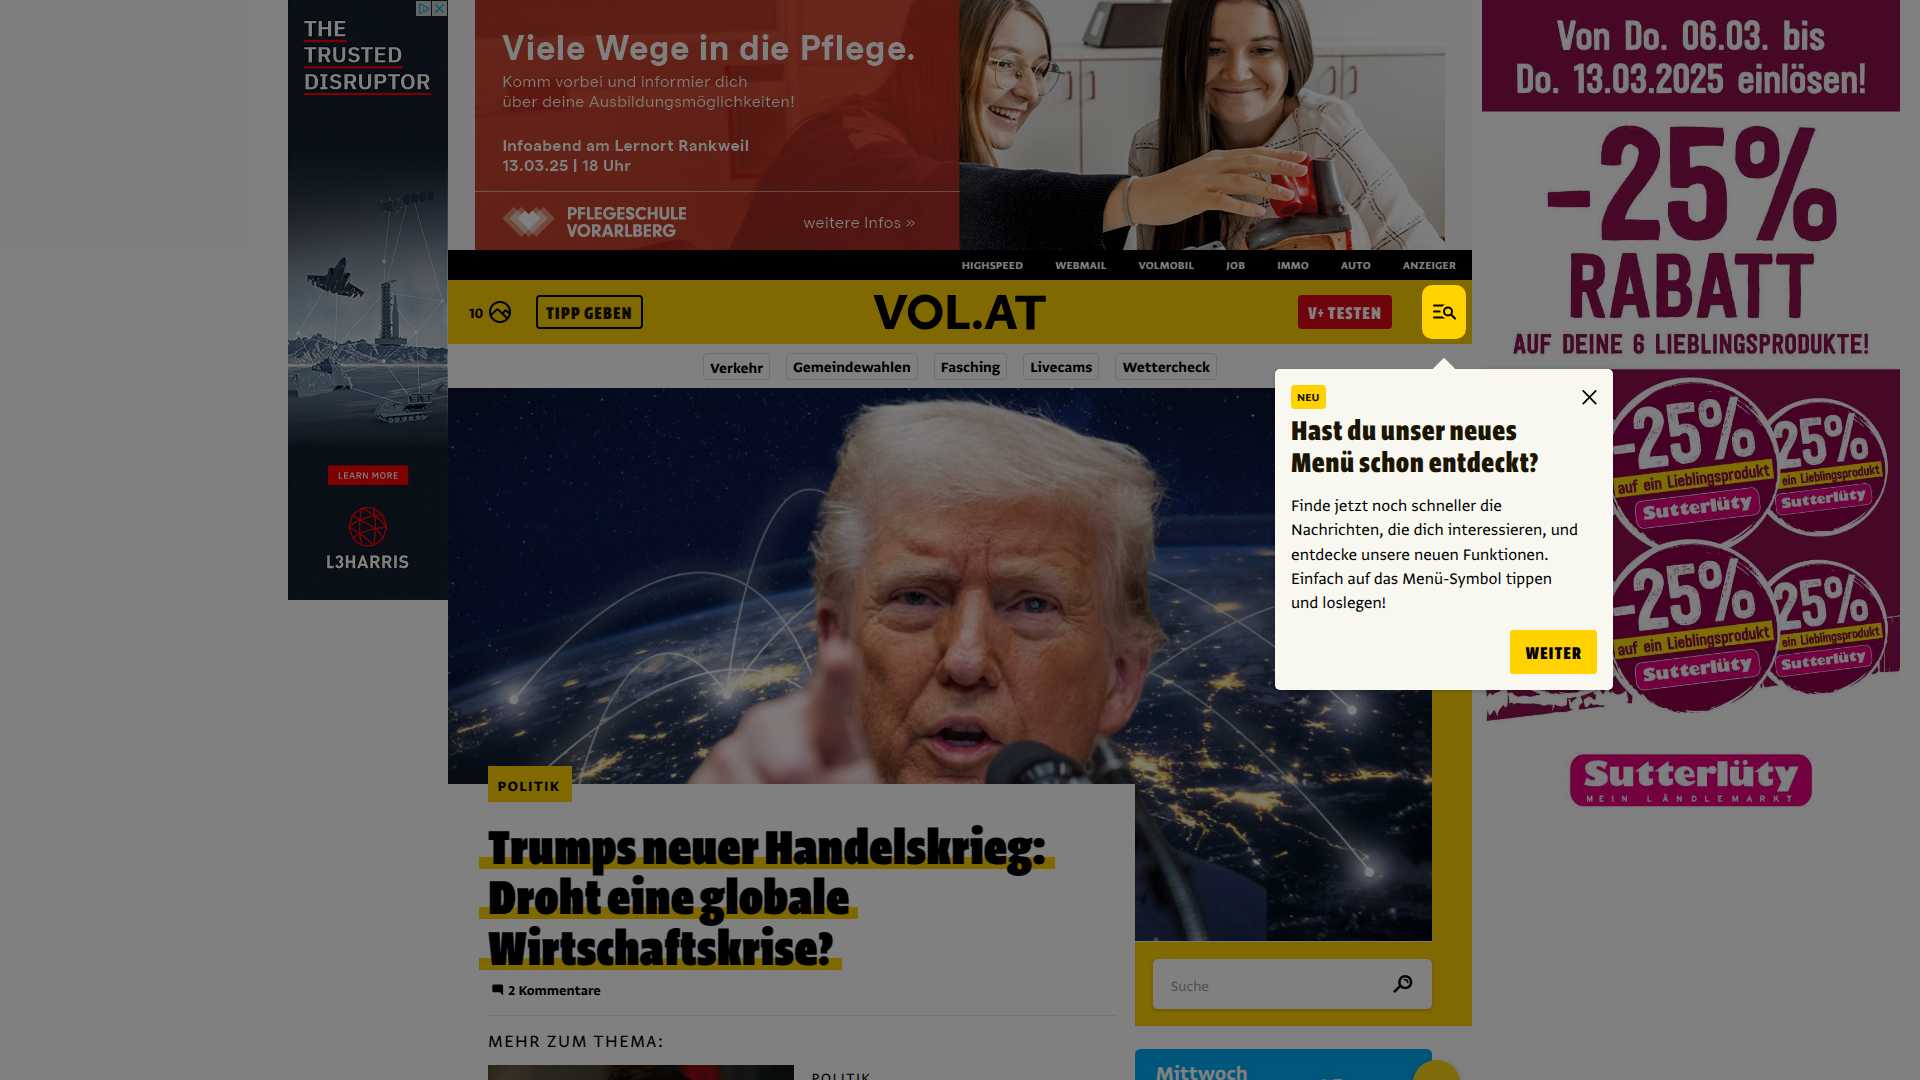 THE
TRUSTED
DISRUPTOR
LEARN MORE
L3HARRIS
Viele Wege in die Pflege.
Komm vorbei und informier dich
über deine Ausbildungsmöglichkeiten!
Infoabend am Lernort Rankweil
13.03.25 | 18 Uhr
PFLEGESCHULE
VORARLBERG
weitere Infos »
Von Do. 06.03. bis
Do. 13.03.2025 einlösen!
-25%
RABATT
AUF DEINE 6 LIEBLINGSPRODUKTE!
HIGHSPEED WEBMAIL VOLMOBIL JOB IMMO AUTO ANZEIGER
10 TIPP GEBEN VOL.AT V+ TESTEN
Verkehr Gemeindewahlen Fasching Livecams Wettercheck
NEU
Hast du unser neues
Menü schon entdeckt?
Finde jetzt noch schneller die
Nachrichten, die dich interessieren, und
entdecke unsere neuen Funktionen.
Einfach auf das Menü-Symbol tippen
und loslegen!
WEITER
-25%
auf ein Lieblingsprodukt
Sutterlüty
-25%
ein Lieblingsprodukt
Sutterlüty
-25%
auf ein Lieblingsprodukt
Sutterlüty
-25%
ein Lieblingsprodukt
Sutterlüty
Sutterlüty
MEIN LÄNDLEMARKT
POLITIK
Trumps neuer Handelskrieg:
Droht eine globale
Wirtschaftskrise?
2 Kommentare
MEHR ZUM THEMA:
POLITIK
Suche
Mittwoch